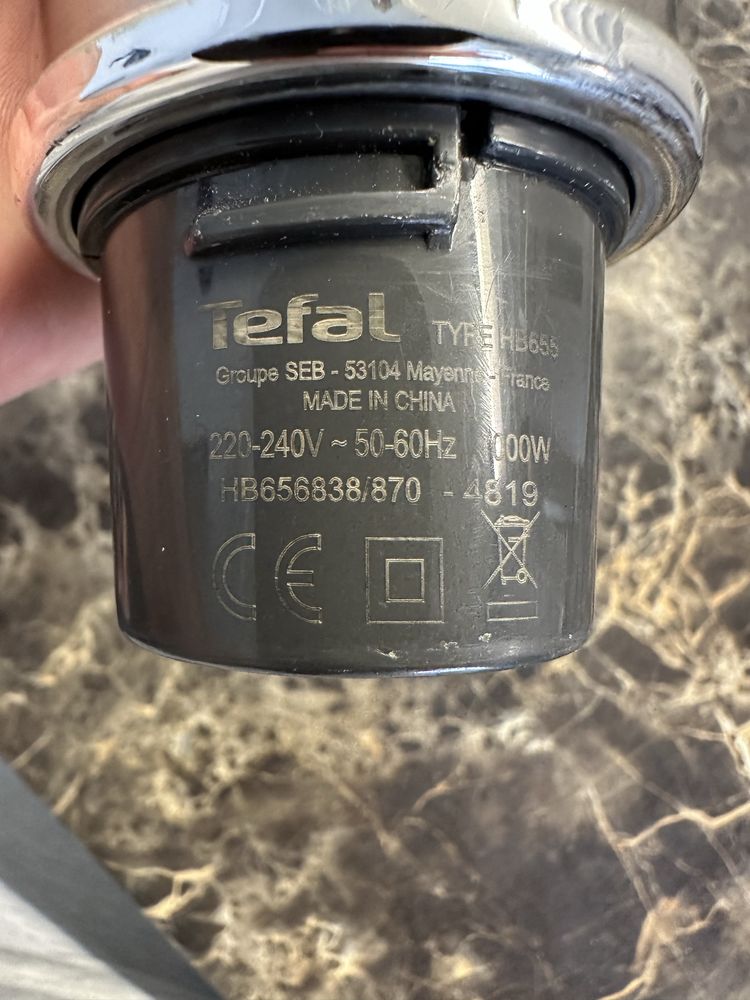 Tefal TYPE HB655
Groupe SEB - 53104 Mayenne - France
MADE IN CHINA
220-240V ~ 50-60Hz 000W
HB656838/870 - 4819
CE